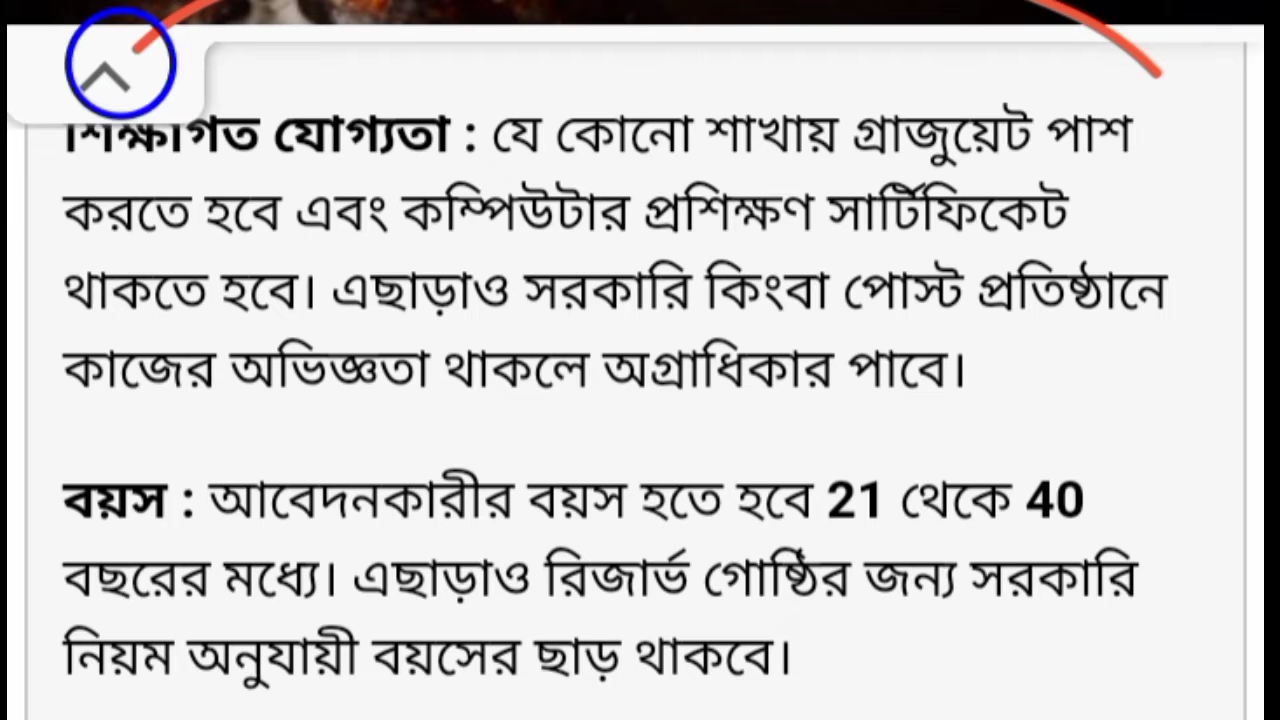 শিক্ষাগত যোগ্যতা : যে কোনো শাখায় গ্রাজুয়েট পাশ
করতে হবে এবং কম্পিউটার প্রশিক্ষণ সার্টিফিকেট
থাকতে হবে। এছাড়াও সরকারি কিংবা পোস্ট প্রতিষ্ঠানে
কাজের অভিজ্ঞতা থাকলে অগ্রাধিকার পাবে।
বয়স : আবেদনকারীর বয়স হতে হবে 21 থেকে 40
বছরের মধ্যে। এছাড়াও রিজার্ভ গোষ্ঠির জন্য সরকারি
নিয়ম অনুযায়ী বয়সের ছাড় থাকবে।